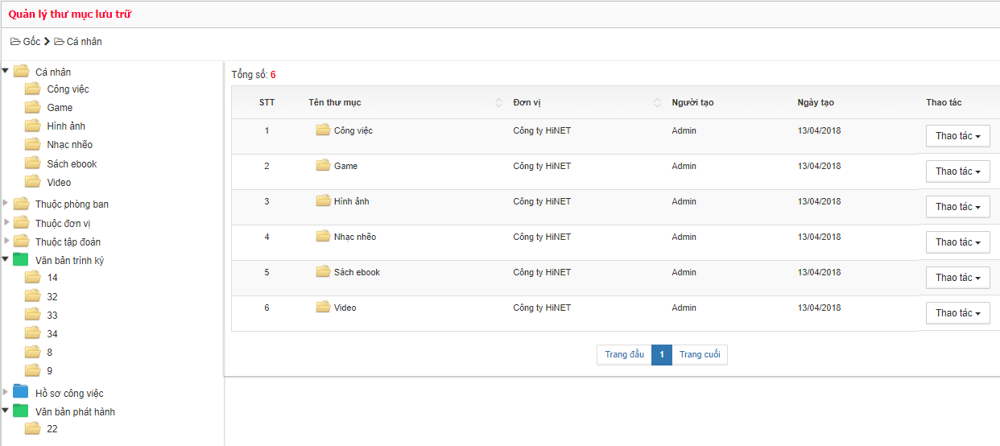 Quản lý thư mục lưu trữ
Gốc Cá nhân
Cá nhân
Công việc
Game
Hình ảnh
Nhạc nhẽo
Sách ebook
Video
Thuộc phòng ban
Thuộc đơn vị
Thuộc tập đoàn
Văn bản trình ký
14
32
33
34
8
9
Hồ sơ công việc
Văn bản phát hành
22
Tổng số: 6
STT Tên thư mục Đơn vị Người tạo Ngày tạo Thao tác
1 Công việc Công ty HiNET Admin 13/04/2018 Thao tác
2 Game Công ty HiNET Admin 13/04/2018 Thao tác
3 Hình ảnh Công ty HiNET Admin 13/04/2018 Thao tác
4 Nhạc nhẽo Công ty HiNET Admin 13/04/2018 Thao tác
5 Sách ebook Công ty HiNET Admin 13/04/2018 Thao tác
6 Video Công ty HiNET Admin 13/04/2018 Thao tác
Trang đầu 1 Trang cuối